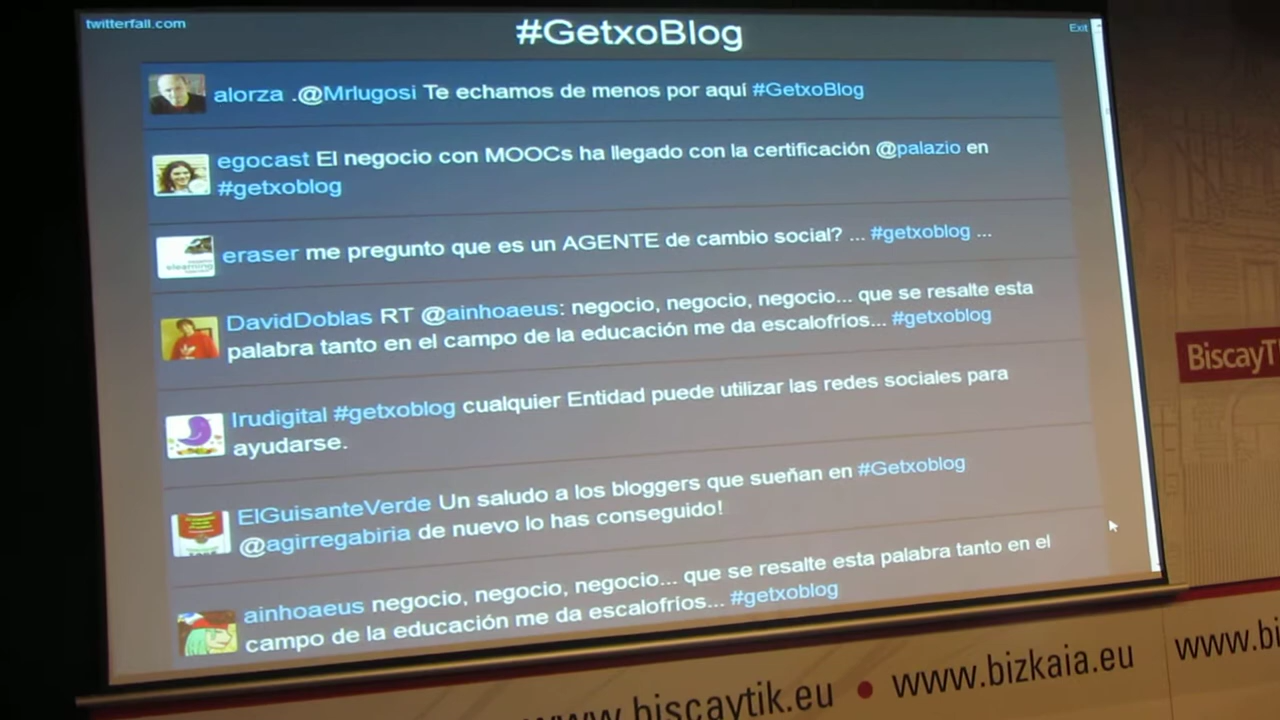 twitterfall.com
#GetxoBlog
Exit
alorza .@Mrlugosi Te echamos de menos por aquí #GetxoBlog
egocast El negocio con MOOCs ha llegado con la certificación @palazio en
#getxoblog
eraser me pregunto que es un AGENTE de cambio social? ... #getxoblog ...
DavidDoblas RT @ainhoaeus: negocio, negocio, negocio... que se resalte esta
palabra tanto en el campo de la educación me da escalofríos... #getxoblog
Irudigital #getxoblog cualquier Entidad puede utilizar las redes sociales para
ayudarse.
ElGuisanteVerde Un saludo a los bloggers que sueñan en #Getxoblog
@agirregabiria de nuevo lo has conseguido!
ainhoaeus negocio, negocio, negocio... que se resalte esta palabra tanto en el
campo de la educación me da escalofríos... #getxoblog
BiscayT
www.biscaytik.eu • www.bizkaia.eu www.bi